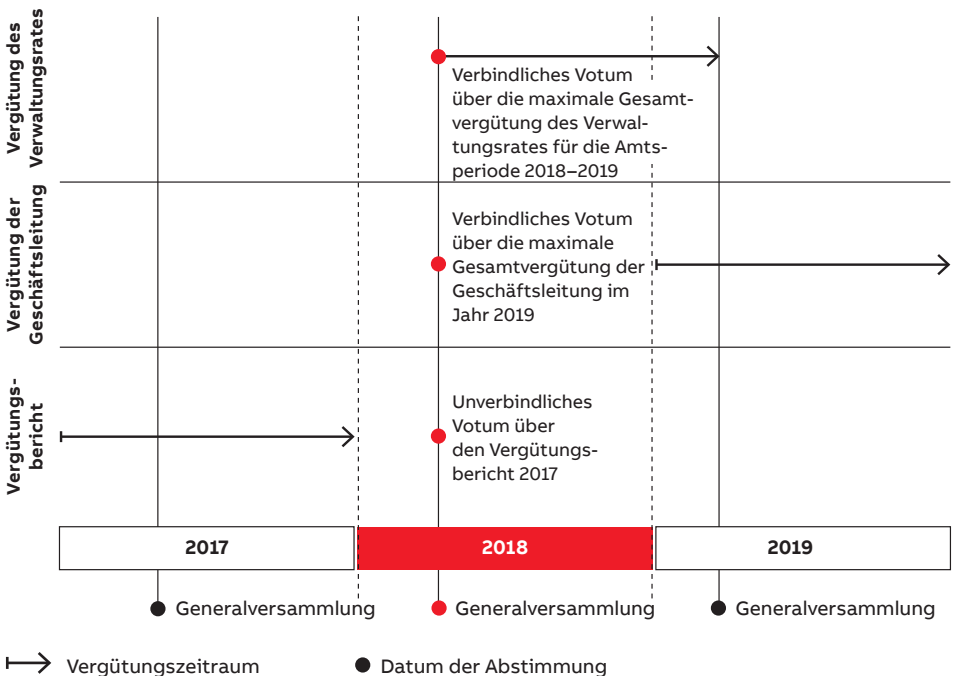 Vergütung des
Verwaltungsrates
Verbindliches Votum
über die maximale Gesamt-
vergütung des Verwal-
tungsrates für die Amts-
periode 2018–2019
Vergütung der
Geschäftsleitung
Verbindliches Votum
über die maximale
Gesamtvergütung der
Geschäftsleitung im
Jahr 2019
Vergütungs-
bericht
Unverbindliches
Votum über
den Vergütungs-
bericht 2017
2017
2018
2019
Generalversammlung
Generalversammlung
Generalversammlung
Vergütungszeitraum
Datum der Abstimmung